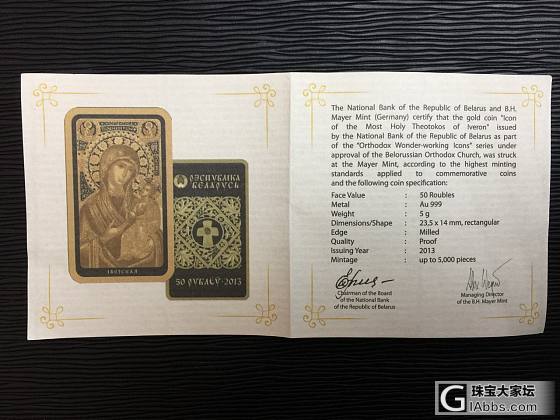 ІВЕРСКАЯ
РЭСПУБЛІКА
БЕЛАРУСЬ
50 РУБЛЁЎ·2013
The National Bank of the Republic of Belarus and B.H.
Mayer Mint (Germany) certify that the gold coin "Icon
of the Most Holy Theotokos of Iveron" issued
by the National Bank of the Republic of Belarus as part
of the "Orthodox Wonder-working Icons" series under
approval of the Belorussian Orthodox Church, was struck
at the Mayer Mint, according to the highest minting
standards applied to commemorative coins
and the following coin specification:
Face Value : 50 Roubles
Metal : Au 999
Weight : 5 g
Dimensions/Shape : 23,5 x 14 mm, rectangular
Edge : Milled
Quality : Proof
Issuing Year : 2013
Mintage : up to 5,000 pieces
Chairman of the Board
of the National Bank
of the Republic of Belarus
Managing Director
of the B.H. Mayer Mint
珠宝大家坛
GIAbbs.com